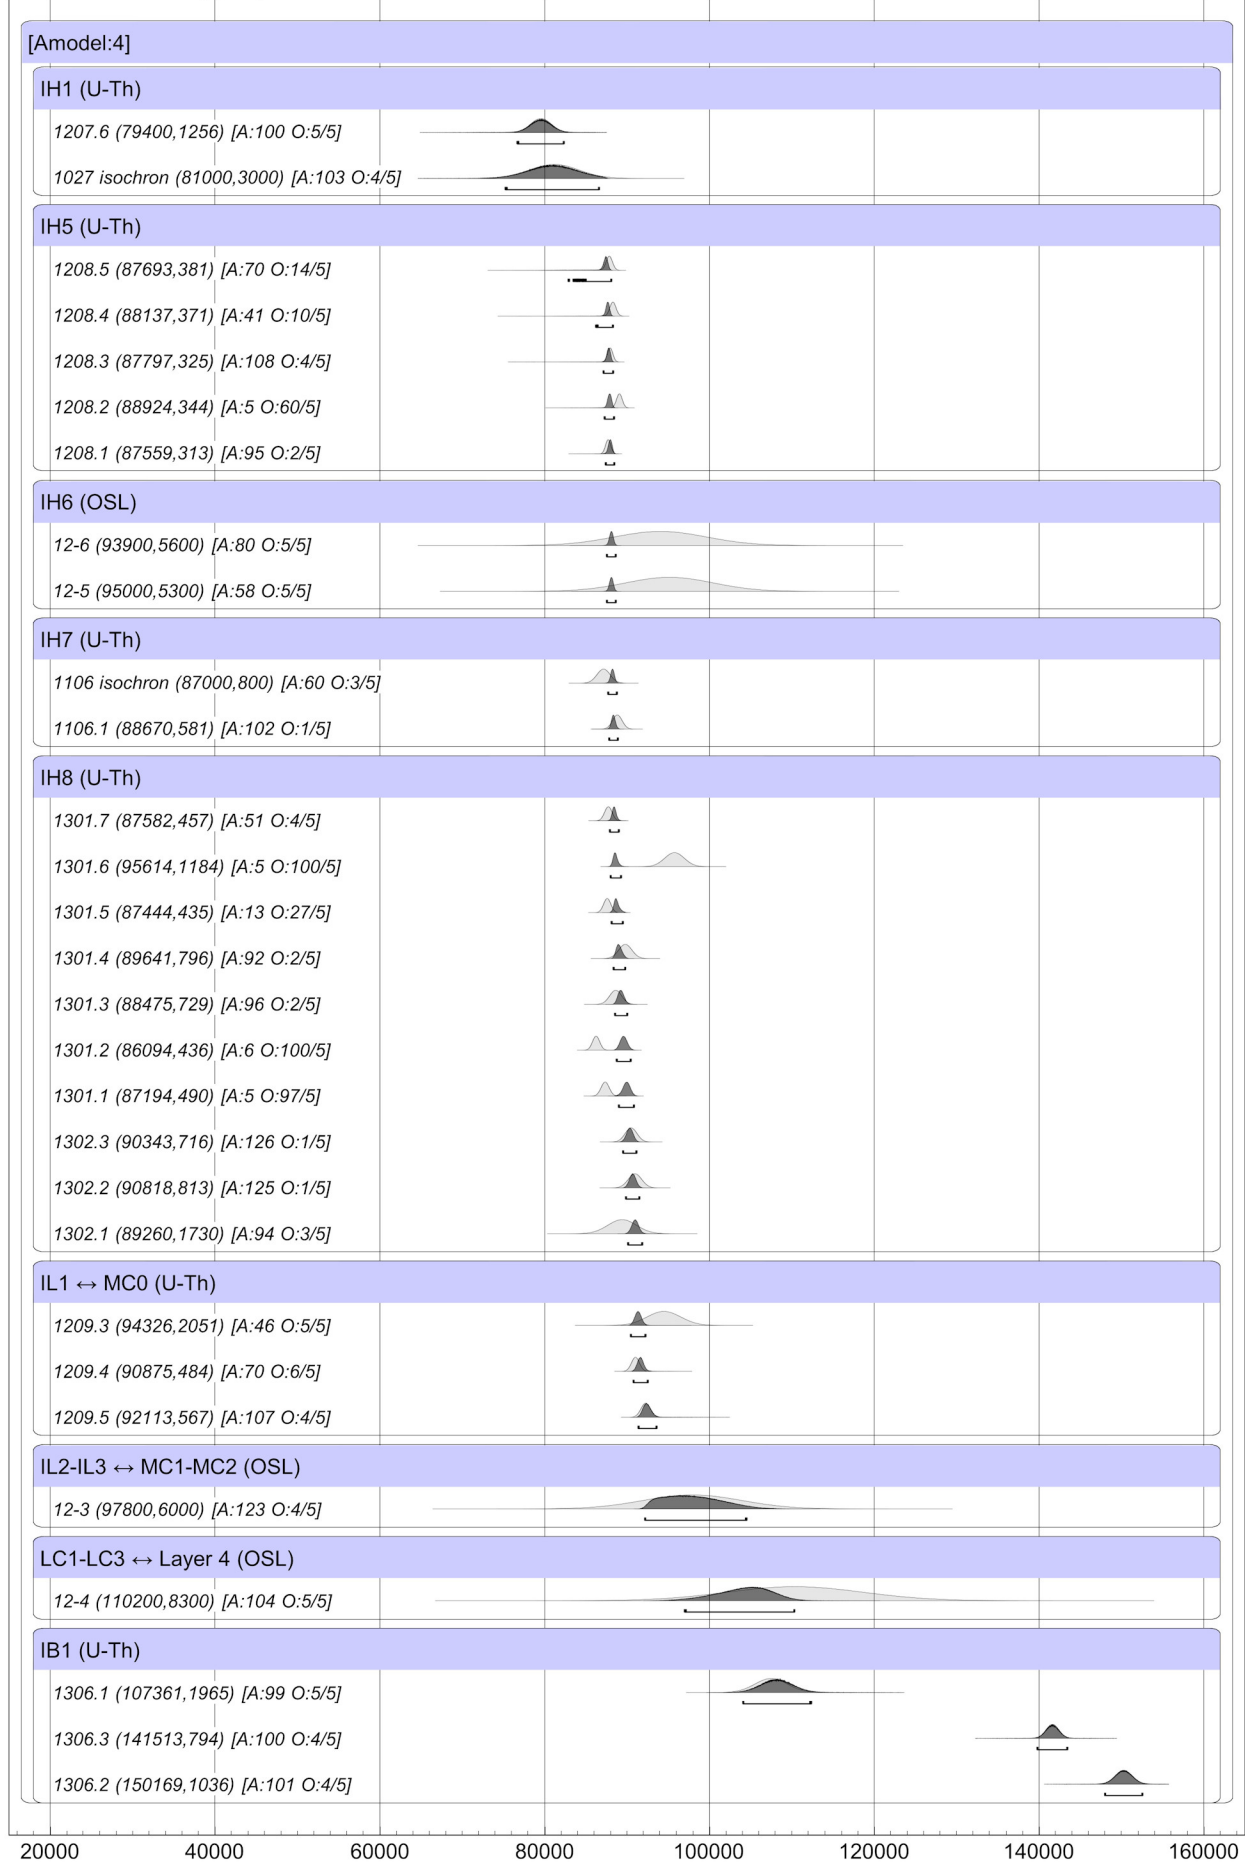 [Amodel:4]
IH1 (U-Th)
1207.6 (79400,1256) [A:100 O:5/5]
1027 isochron (81000,3000) [A:103 O:4/5]
IH5 (U-Th)
1208.5 (87693,381) [A:70 O:14/5]
1208.4 (88137,371) [A:41 O:10/5]
1208.3 (87797,325) [A:108 O:4/5]
1208.2 (88924,344) [A:5 O:60/5]
1208.1 (87559,313) [A:95 O:2/5]
IH6 (OSL)
12-6 (93900,5600) [A:80 O:5/5]
12-5 (95000,5300) [A:58 O:5/5]
IH7 (U-Th)
1106 isochron (87000,800) [A:60 O:3/5]
1106.1 (88670,581) [A:102 O:1/5]
IH8 (U-Th)
1301.7 (87582,457) [A:51 O:4/5]
1301.6 (95614,1184) [A:5 O:100/5]
1301.5 (87444,435) [A:13 O:27/5]
1301.4 (89641,796) [A:92 O:2/5]
1301.3 (88475,729) [A:96 O:2/5]
1301.2 (86094,436) [A:6 O:100/5]
1301.1 (87194,490) [A:5 O:97/5]
1302.3 (90343,716) [A:126 O:1/5]
1302.2 (90818,813) [A:125 O:1/5]
1302.1 (89260,1730) [A:94 O:3/5]
IL1 ↔ MC0 (U-Th)
1209.3 (94326,2051) [A:46 O:5/5]
1209.4 (90875,484) [A:70 O:6/5]
1209.5 (92113,567) [A:107 O:4/5]
IL2-IL3 ↔ MC1-MC2 (OSL)
12-3 (97800,6000) [A:123 O:4/5]
LC1-LC3 ↔ Layer 4 (OSL)
12-4 (110200,8300) [A:104 O:5/5]
IB1 (U-Th)
1306.1 (107361,1965) [A:99 O:5/5]
1306.3 (141513,794) [A:100 O:4/5]
1306.2 (150169,1036) [A:101 O:4/5]
20000 40000 60000 80000 100000 120000 140000 160000